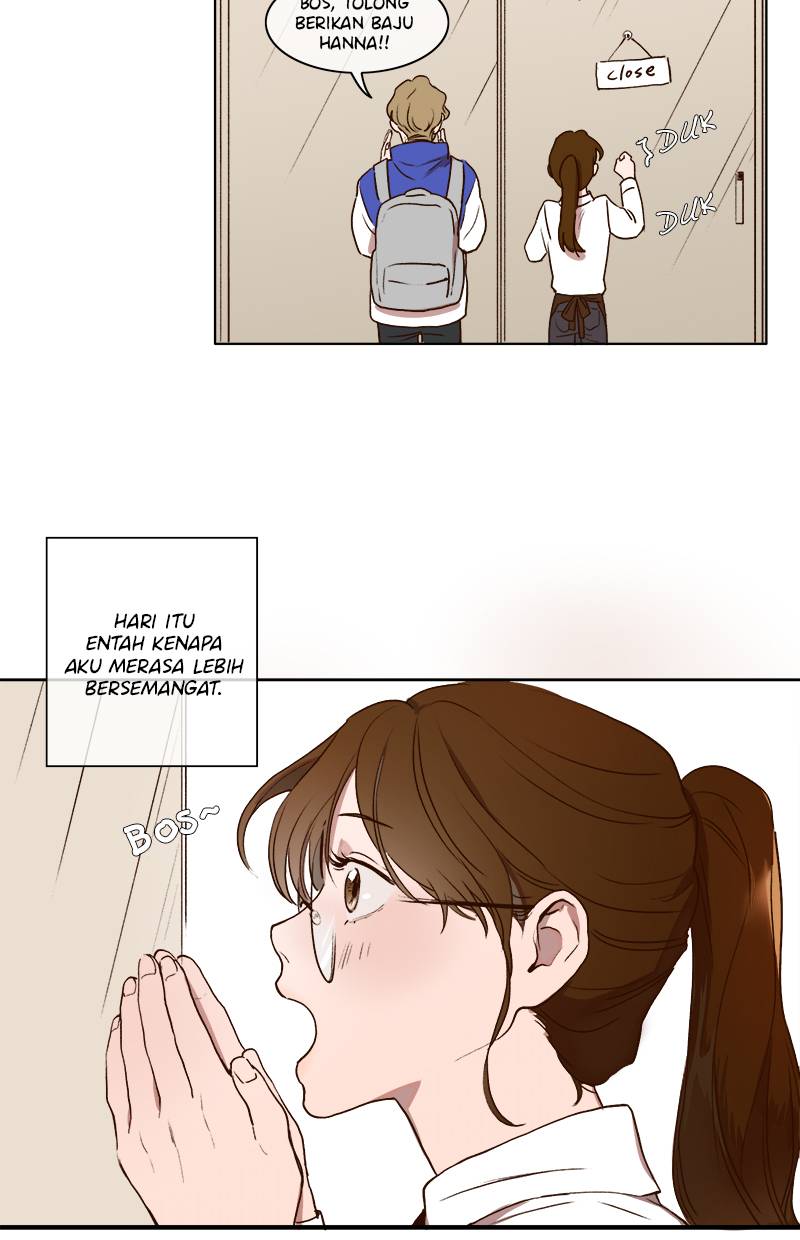 BOS, TOLONG
BERIKAN BAJU
HANNA!!
close
DUK
DUK
HARI ITU
ENTAH KENAPA
AKU MERASA LEBIH
BERSEMANGAT.
BOS~